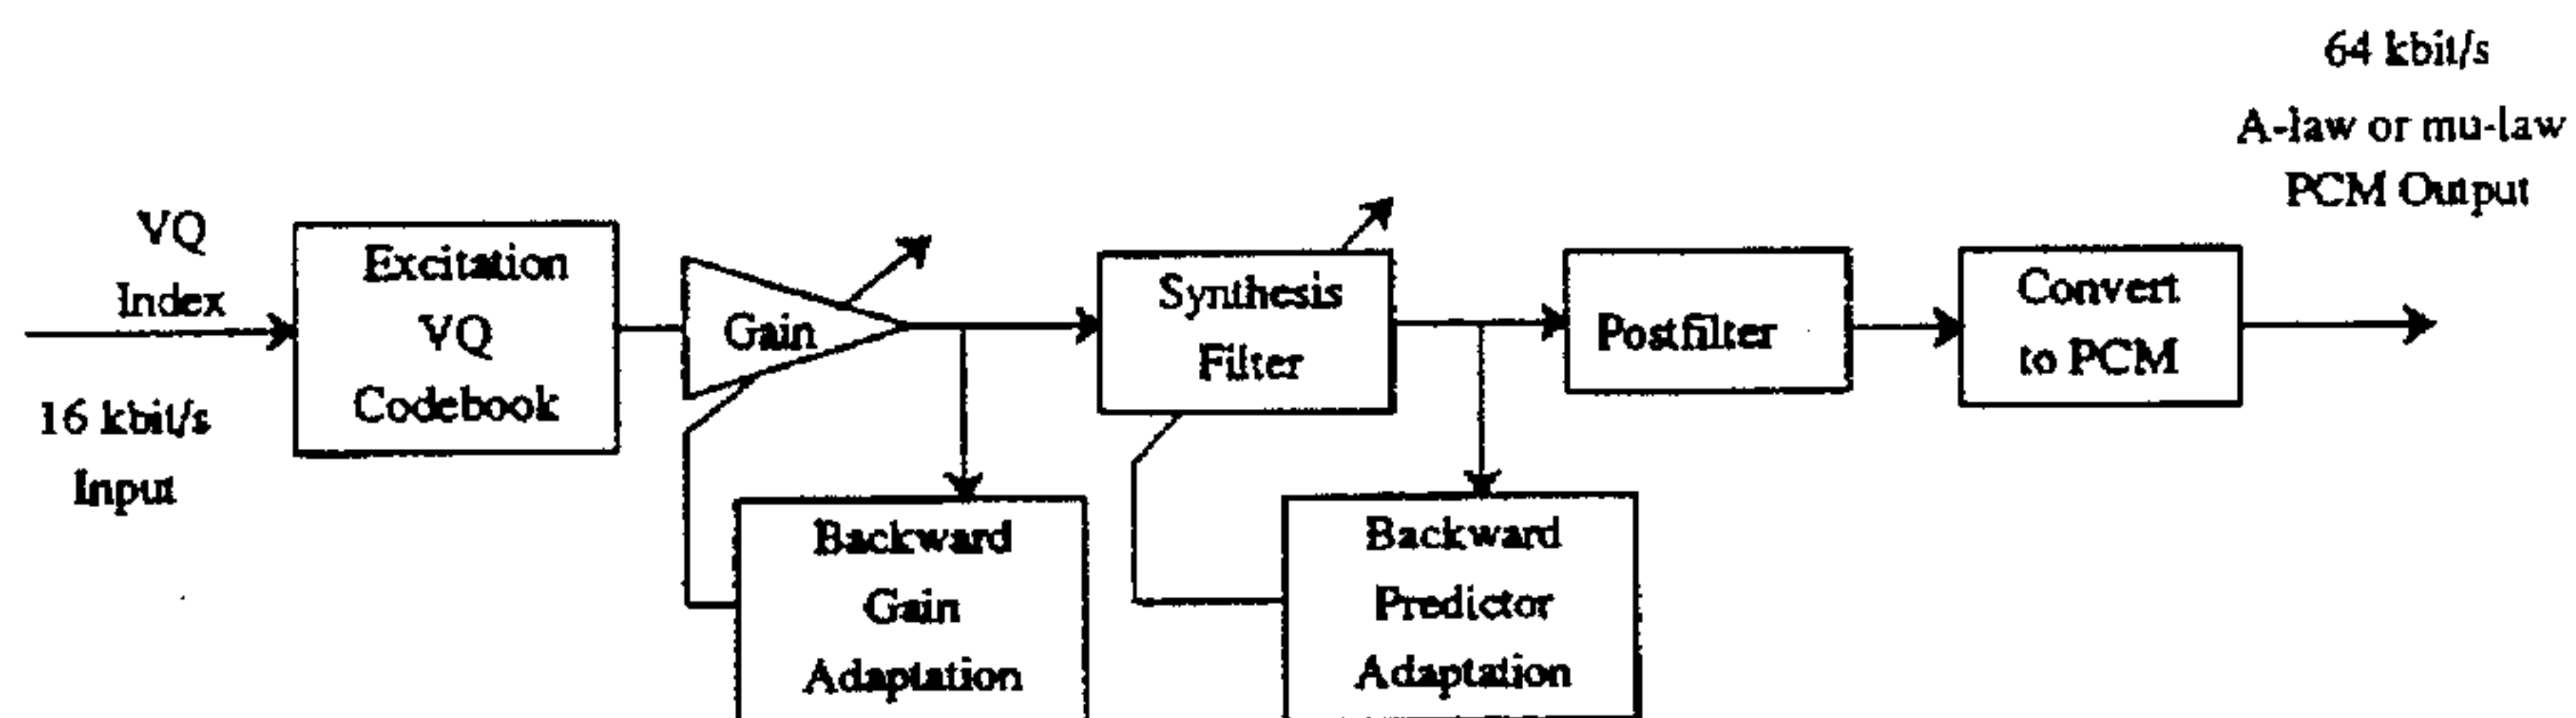 64 kbit/s
A-law or mu-law
PCM Output
VQ
Index
16 kbit/s
Input
Excitation
VQ
Codebook
Gain
Synthesis
Filter
Postfilter
Convert
to PCM
Backward
Gain
Adaptation
Backward
Predictor
Adaptation